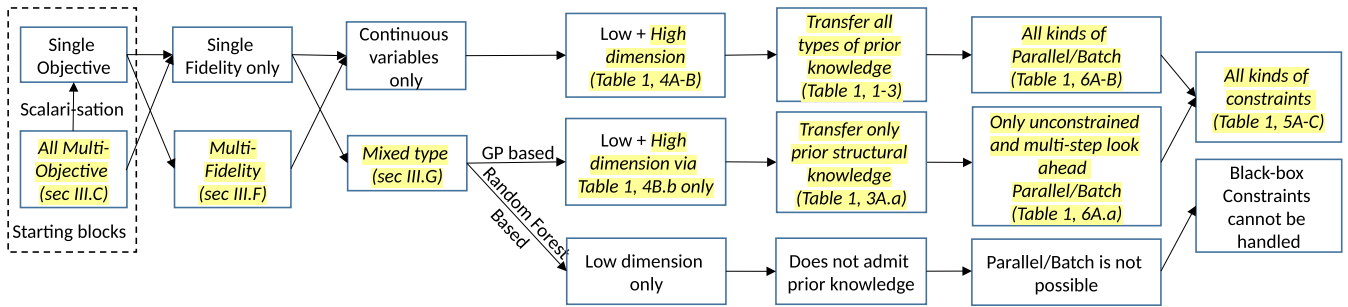 Single
Objective
Scalari-sation
All Multi-
Objective
(sec III.C)
Starting blocks
Single
Fidelity only
Multi-
Fidelity
(sec III.F)
Continuous
variables
only
Mixed type
(sec III.G)
GP based
Random Forest
Based
Low + High
dimension
(Table 1, 4A-B)
Low + High
dimension via
Table 1, 4B.b only
Low dimension
only
Transfer all
types of prior
knowledge
(Table 1, 1-3)
Transfer only
prior structural
knowledge
(Table 1, 3A.a)
Does not admit
prior knowledge
All kinds of
Parallel/Batch
(Table 1, 6A-B)
Only unconstrained
and multi-step look
ahead
Parallel/Batch
(Table 1, 6A.a)
Parallel/Batch is not
possible
All kinds of
constraints
(Table 1, 5A-C)
Black-box
Constraints
cannot be
handled